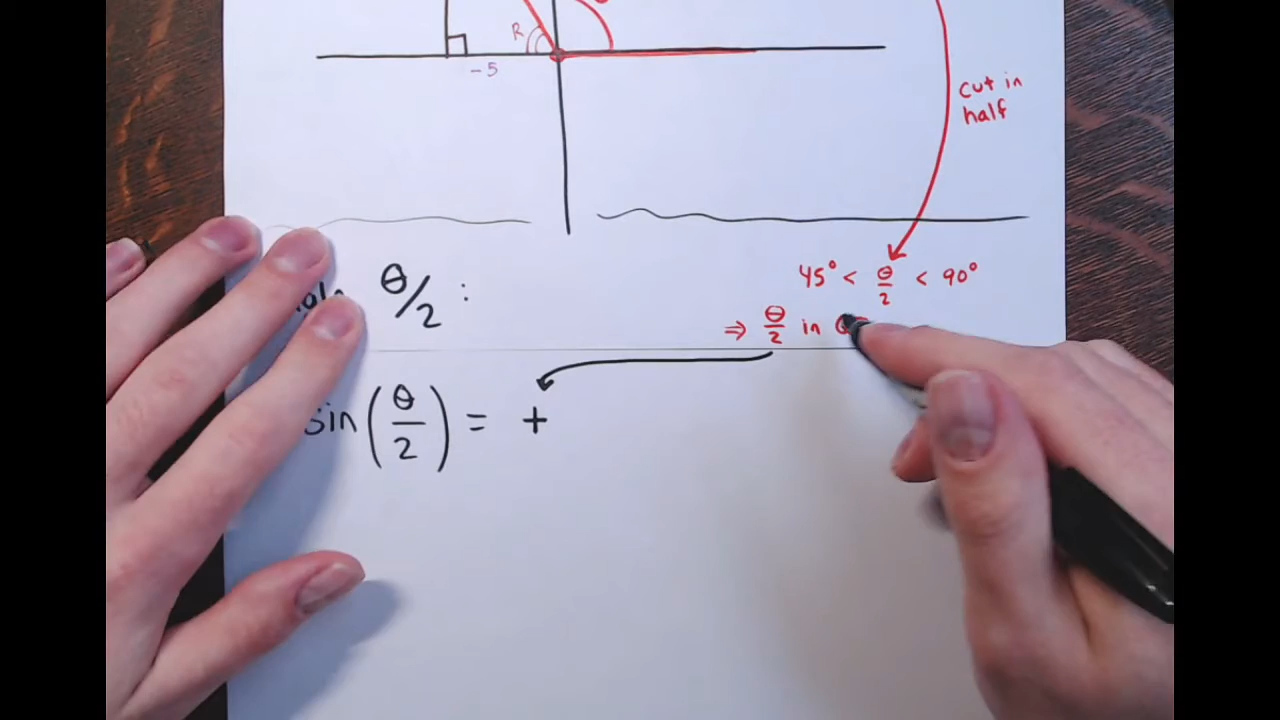 R
-5
cut in
half
45° < θ/2 < 90°
θ/2 :
⇒ θ/2 in
sin(θ/2) = +